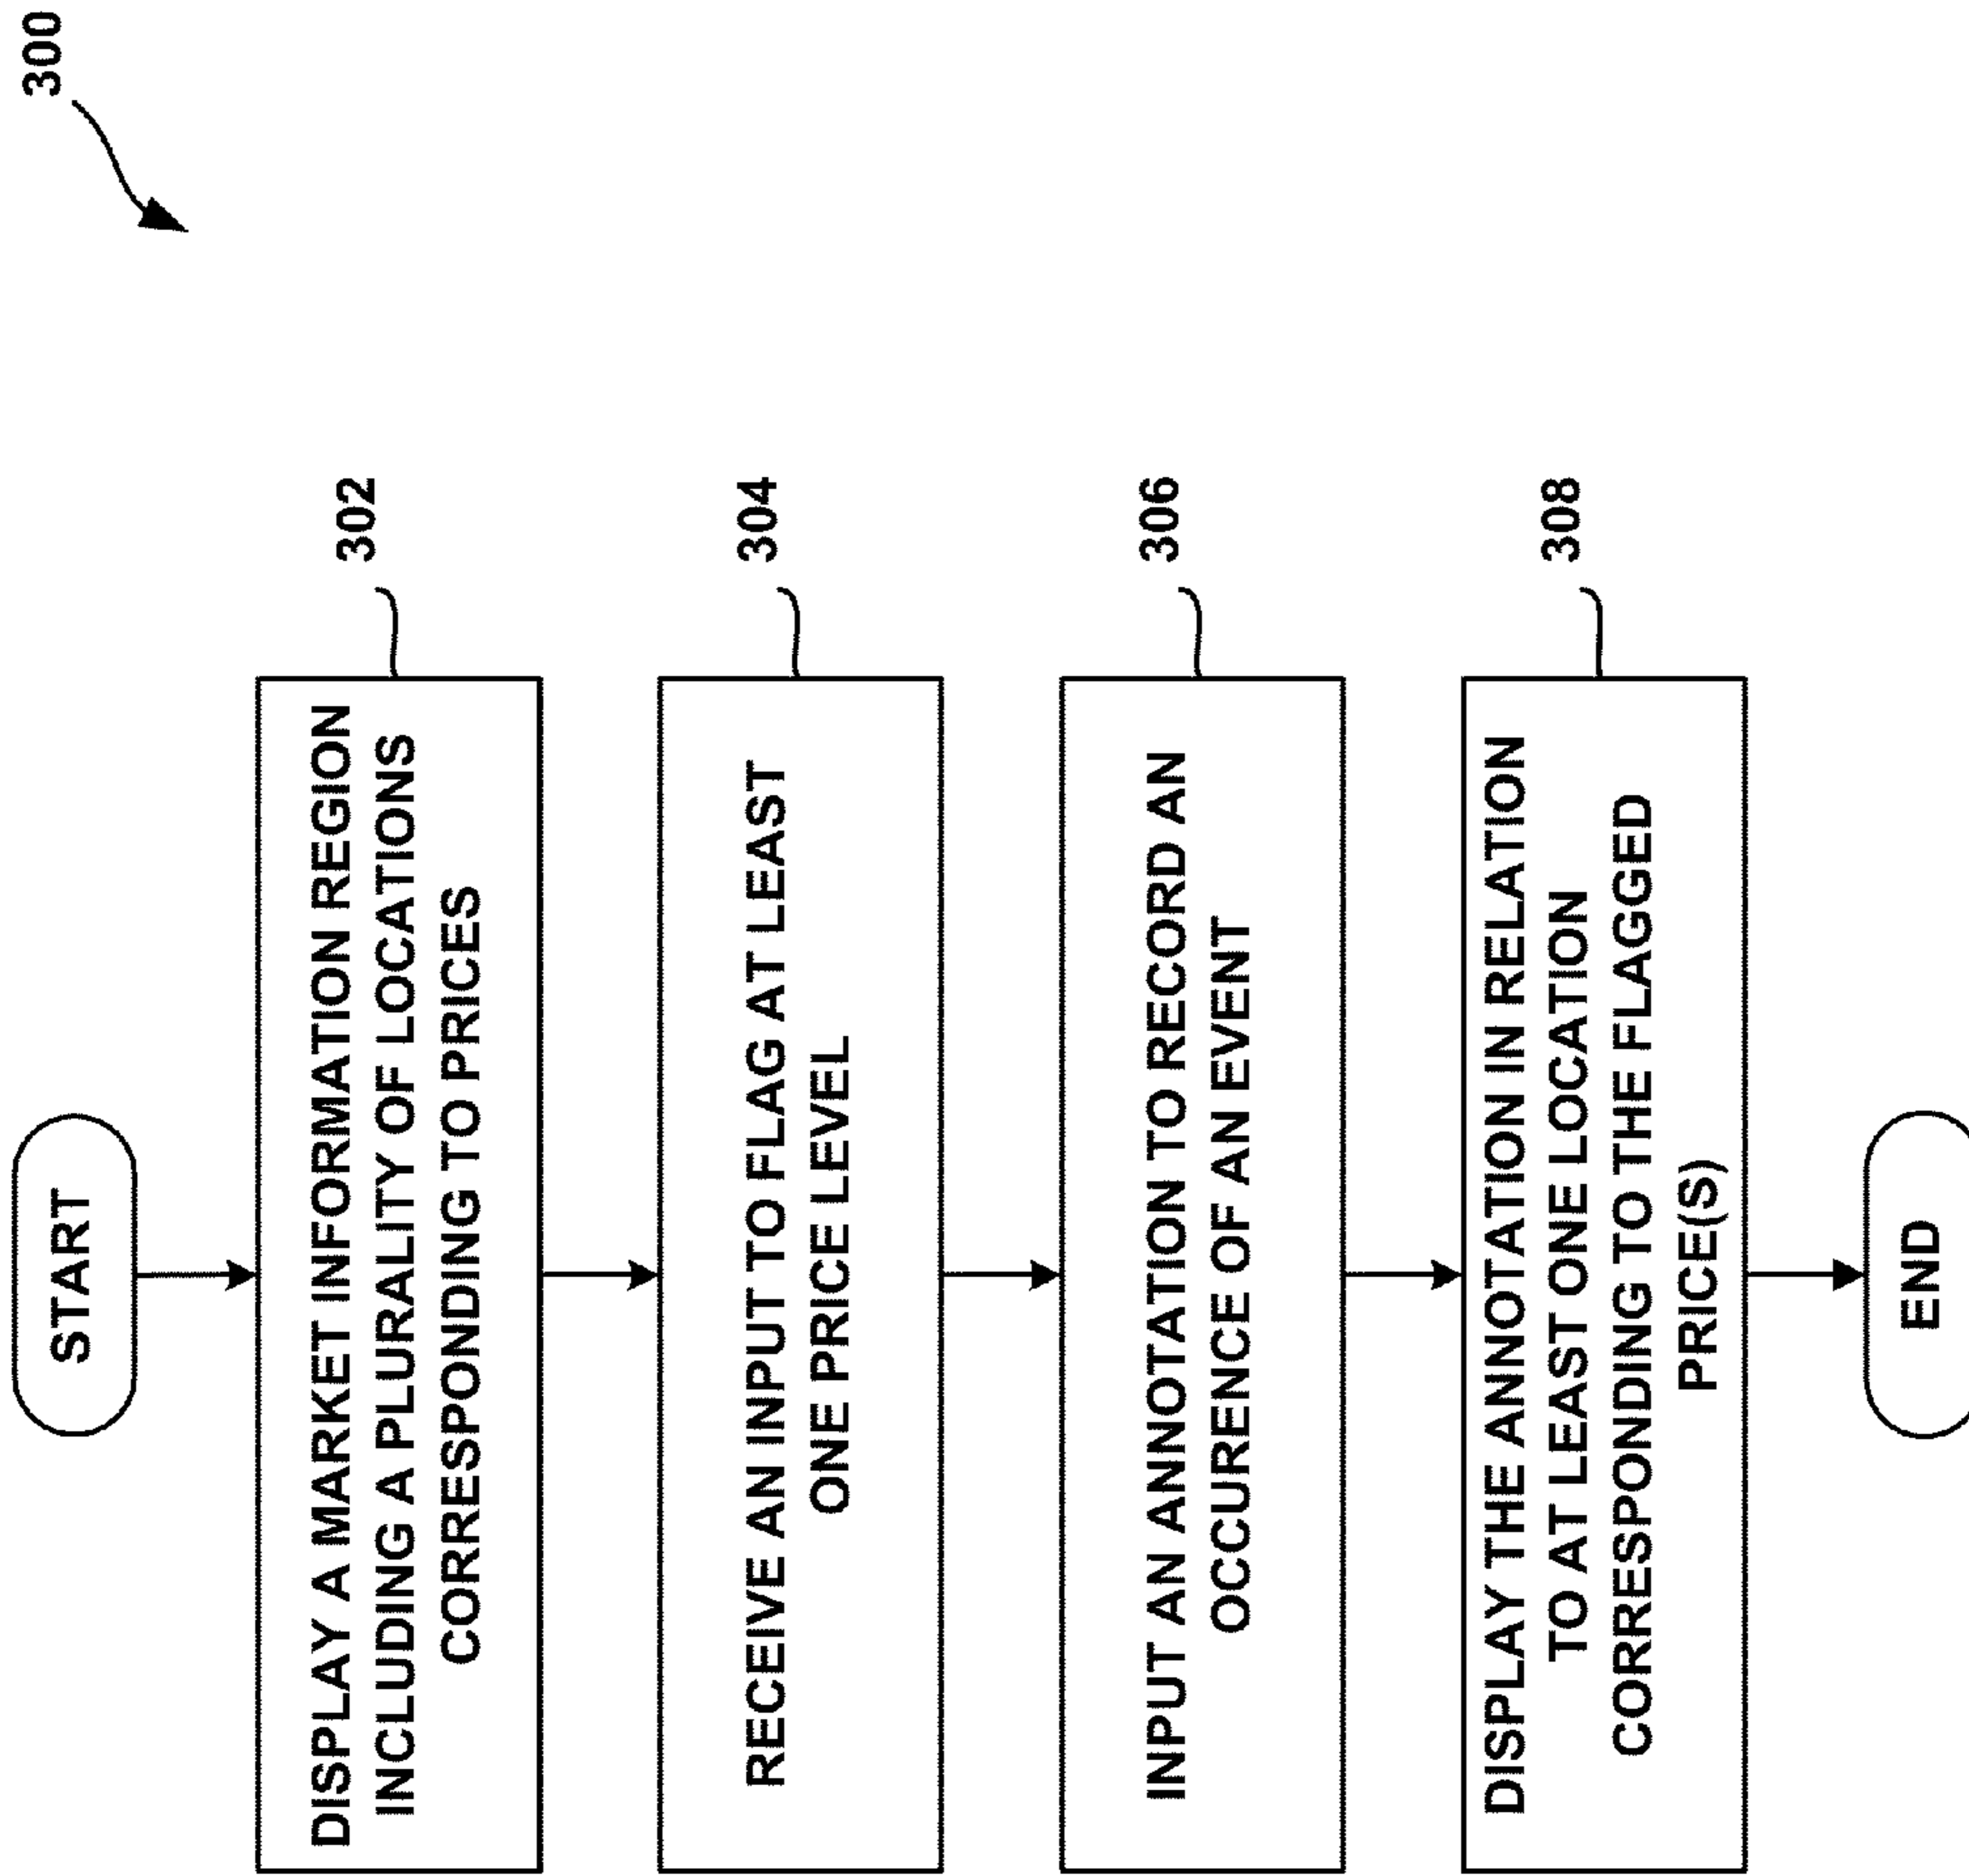 300
START
DISPLAY A MARKET INFORMATION REGION
INCLUDING A PLURALITY OF LOCATIONS
CORRESPONDING TO PRICES
302
RECEIVE AN INPUT TO FLAG AT LEAST
ONE PRICE LEVEL
304
INPUT AN ANNOTATION TO RECORD AN
OCCURENCE OF AN EVENT
306
DISPLAY THE ANNOTATION IN RELATION
TO AT LEAST ONE LOCATION
CORRESPONDING TO THE FLAGGED
PRICE(S)
308
END